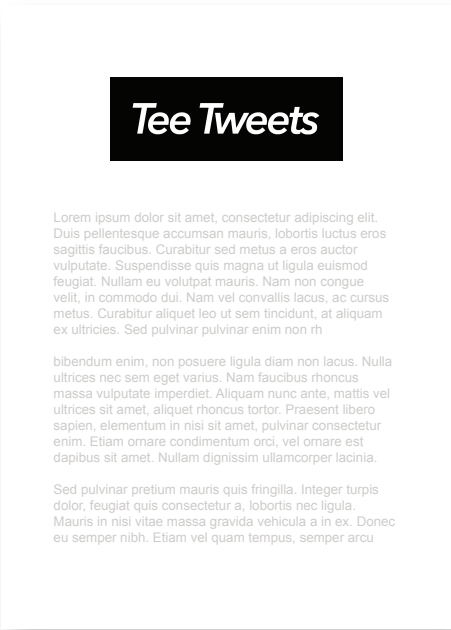 Tee Tweets
Lorem ipsum dolor sit amet, consectetur adipiscing elit.
Duis pellentesque accumsan mauris, lobortis luctus eros
sagittis faucibus. Curabitur sed metus a eros auctor
vulputate. Suspendisse quis magna ut ligula euismod
feugiat. Nullam eu volutpat mauris. Nam non congue
velit, in commodo dui. Nam vel convallis lacus, ac cursus
metus. Curabitur aliquet leo ut sem tincidunt, at aliquam
ex ultricies. Sed pulvinar pulvinar enim non rh
bibendum enim, non posuere ligula diam non lacus. Nulla
ultrices nec sem eget varius. Nam faucibus rhoncus
massa vulputate imperdiet. Aliquam nunc ante, mattis vel
ultrices sit amet, aliquet rhoncus tortor. Praesent libero
sapien, elementum in nisi sit amet, pulvinar consectetur
enim. Etiam ornare condimentum orci, vel ornare est
dapibus sit amet. Nullam dignissim ullamcorper lacinia.
Sed pulvinar pretium mauris quis fringilla. Integer turpis
dolor, feugiat quis consectetur a, lobortis nec ligula.
Mauris in nisi vitae massa gravida vehicula a in ex. Donec
eu semper nibh. Etiam vel quam tempus, semper arcu